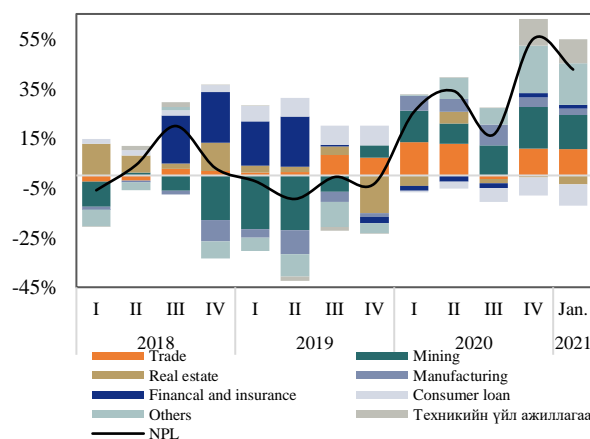 55%
35%
15%
-5%
-25%
-45%
I II III IV I II III IV I II III IV Jan.
2018 2019 2020 2021
Trade Mining
Real estate Manufacturing
Financal and insurance Consumer loan
Others Техникийн үйл ажиллагаа
NPL